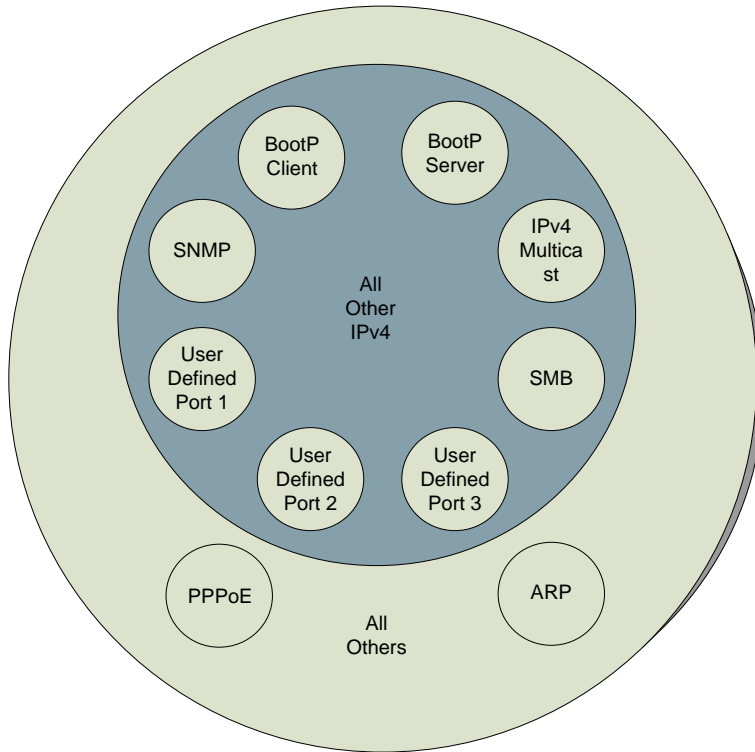 BootP
Client
BootP
Server
SNMP
IPv4
Multica
st
All
Other
IPv4
User
Defined
Port 1
SMB
User
Defined
Port 2
User
Defined
Port 3
PPPoE
ARP
All
Others